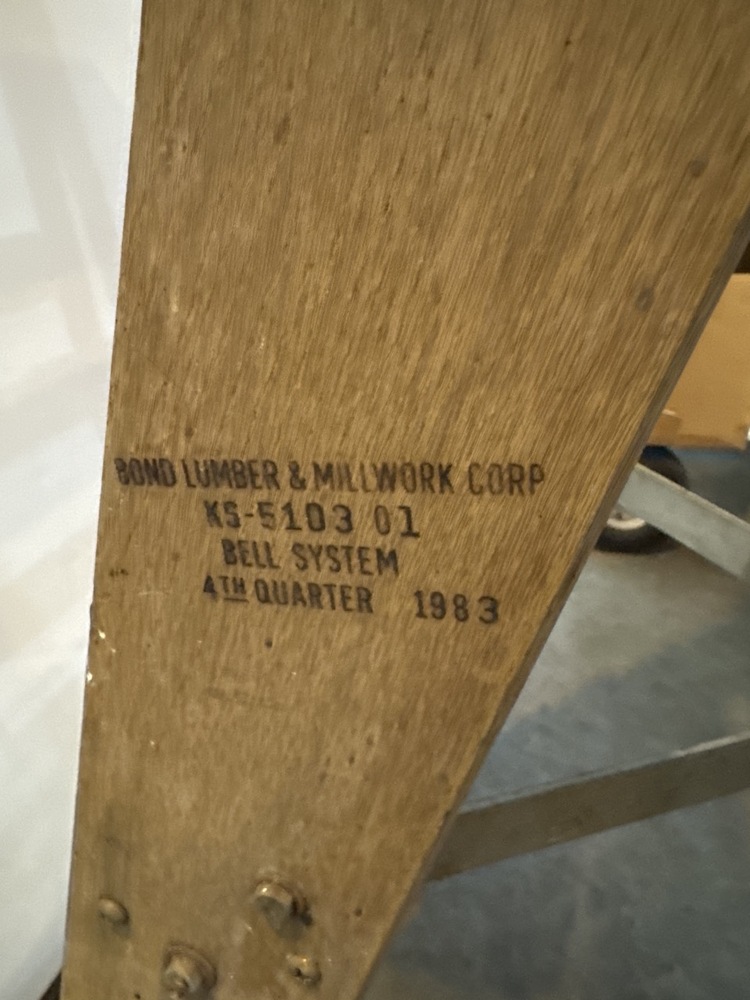 BOND LUMBER & MILLWORK CORP
KS-5103 01
BELL SYSTEM
4TH QUARTER 1983